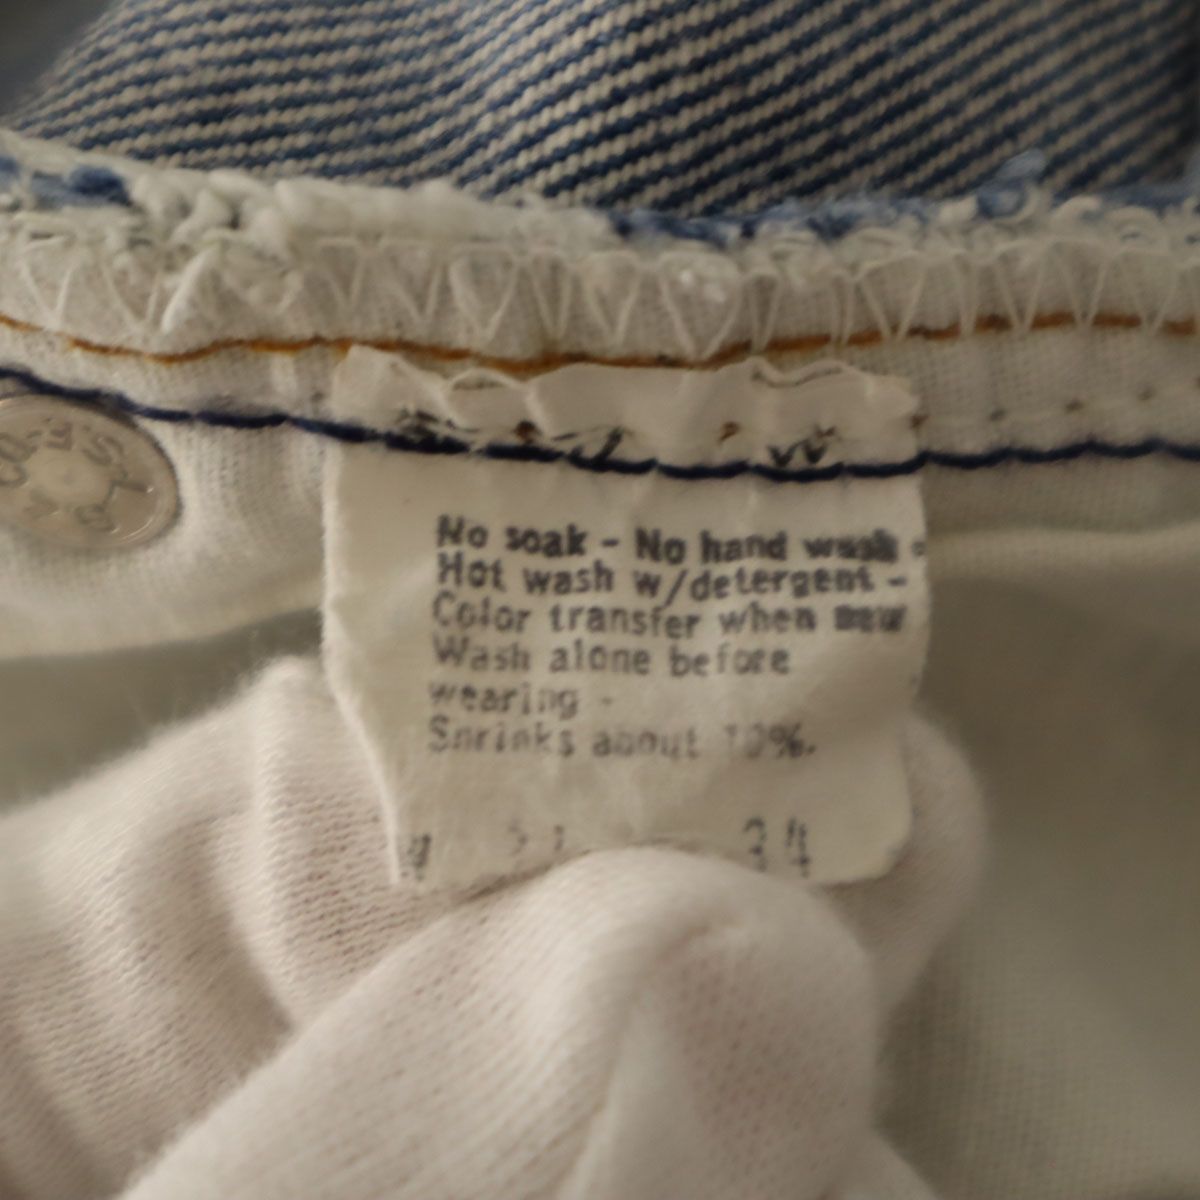 No soak - No hand wash -
Hot wash w/detergent -
Color transfer when new
Wash alone before
wearing -
Shrinks about 10%.
W 34